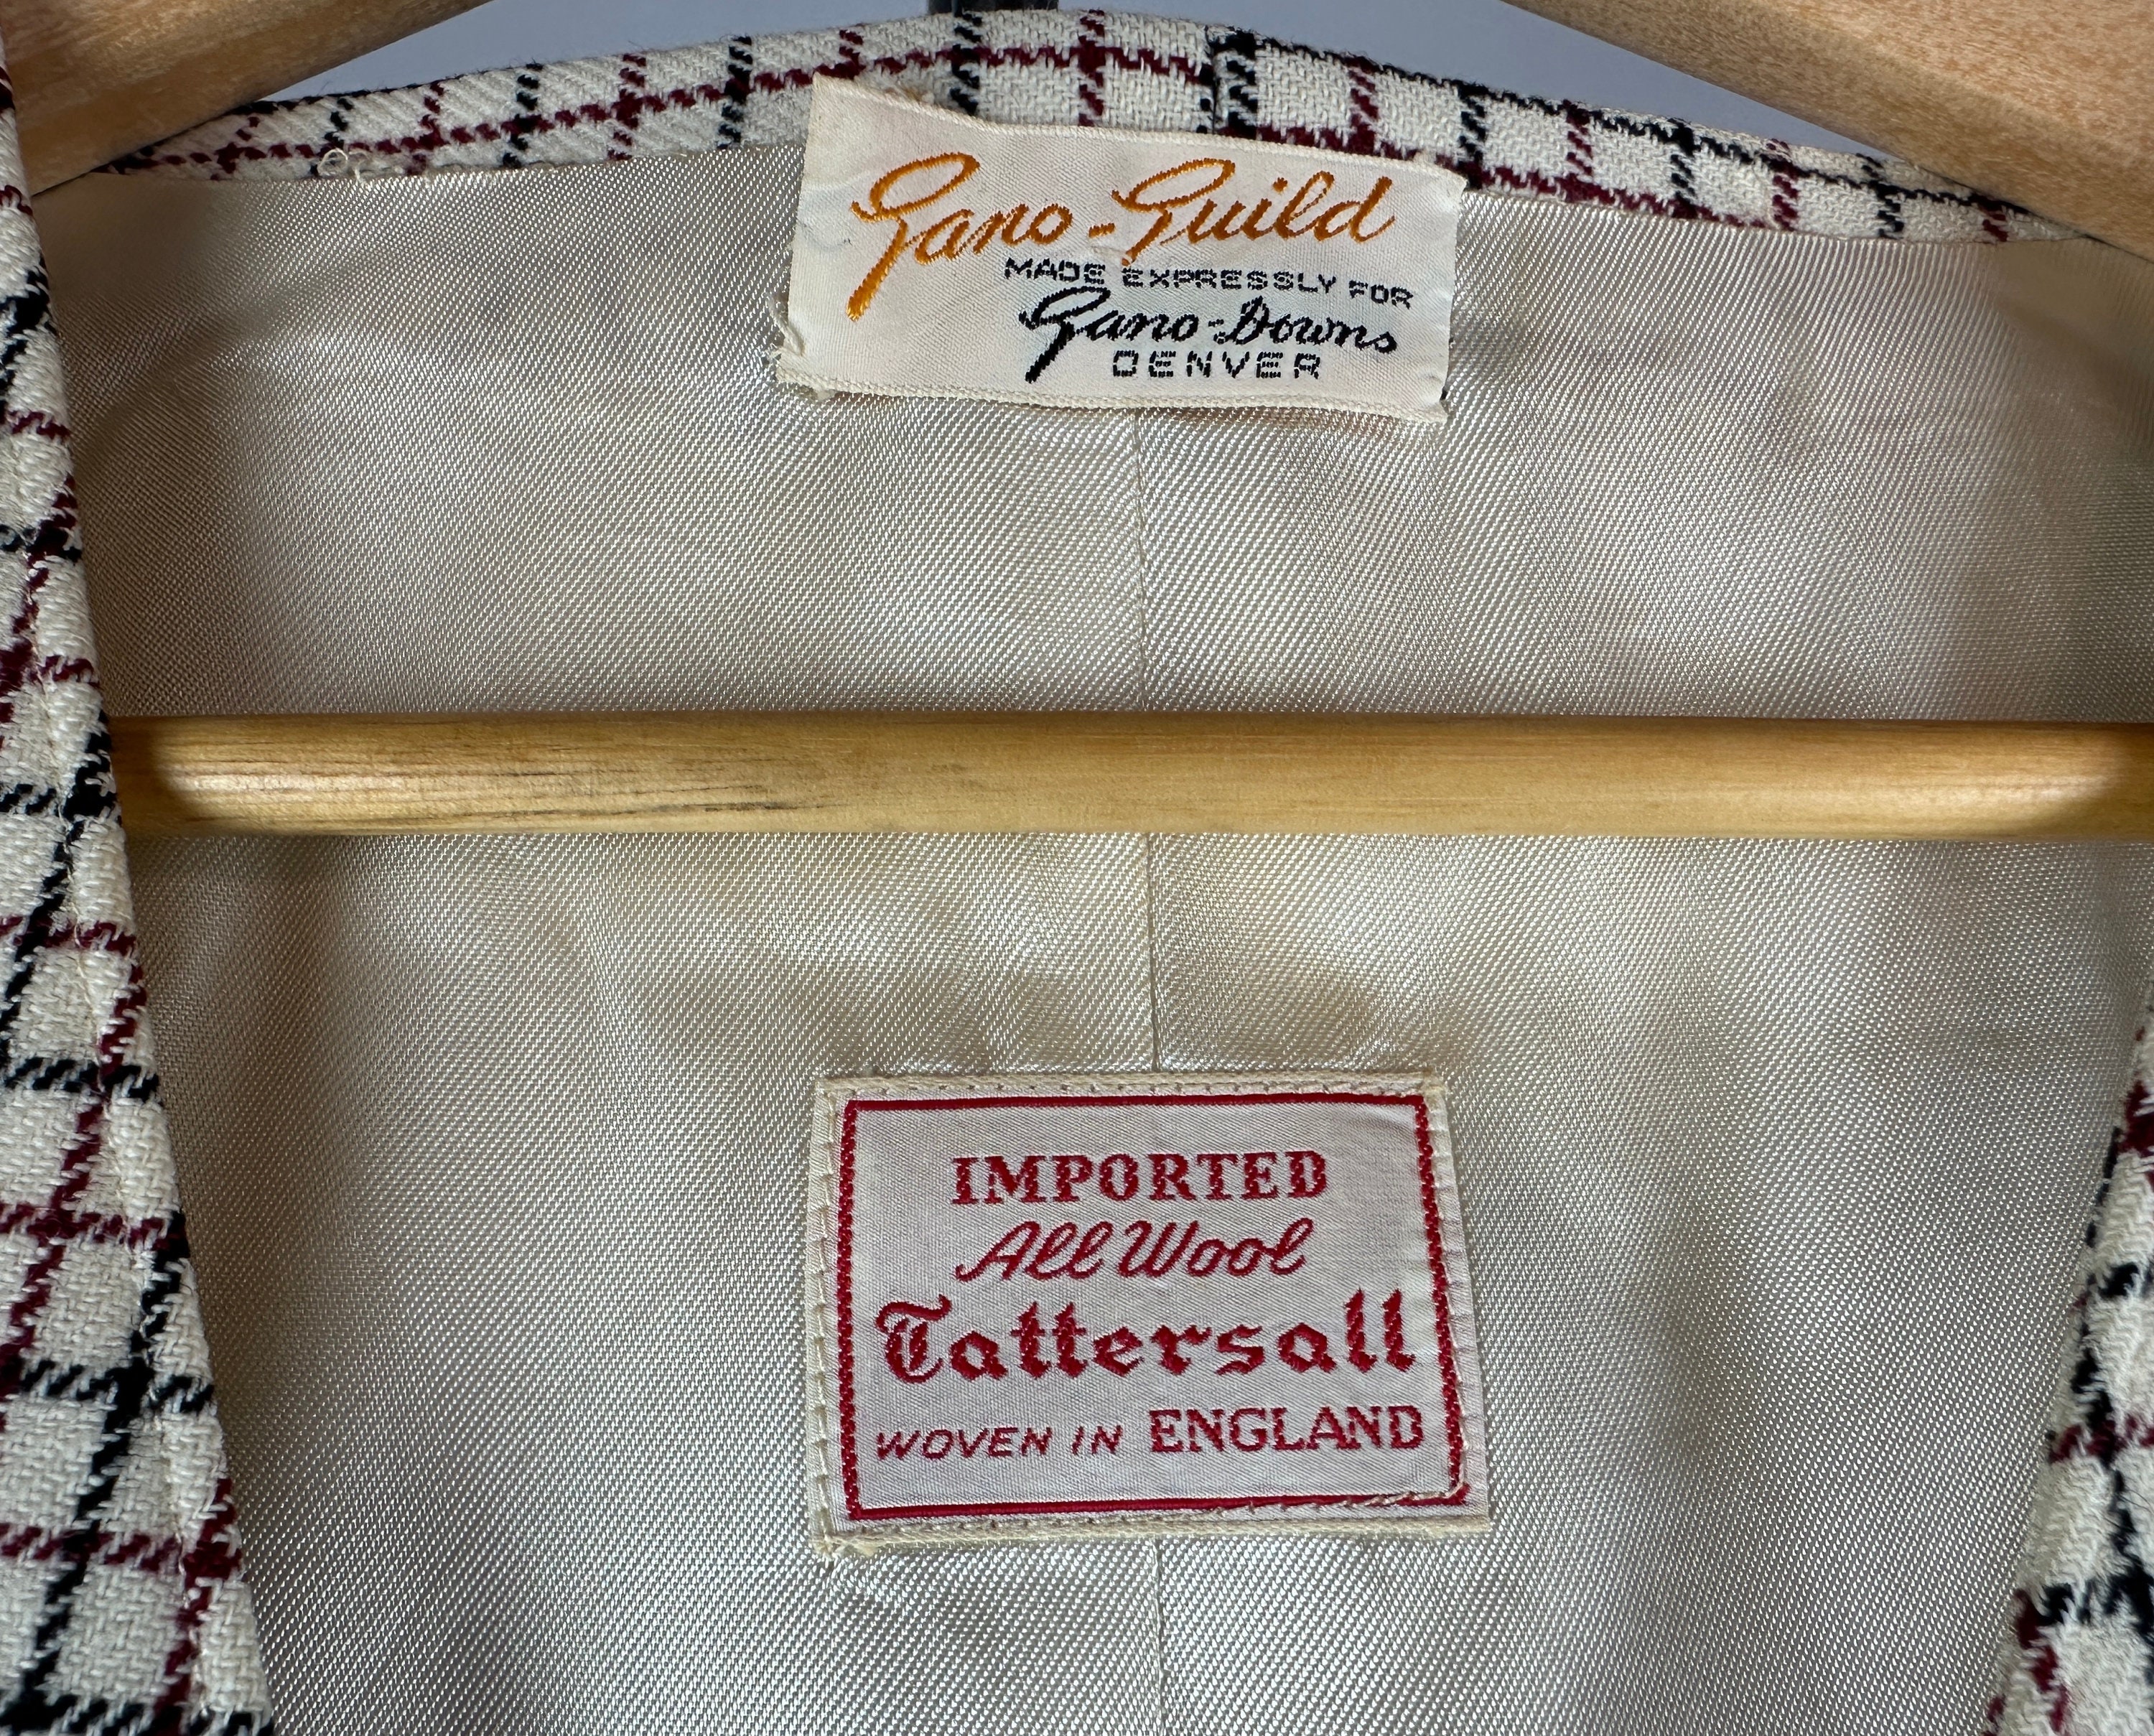 Gano-Guild
MADE EXPRESSLY FOR
Gano-Downs
DENVER
IMPORTED
All Wool
Tattersall
WOVEN IN ENGLAND